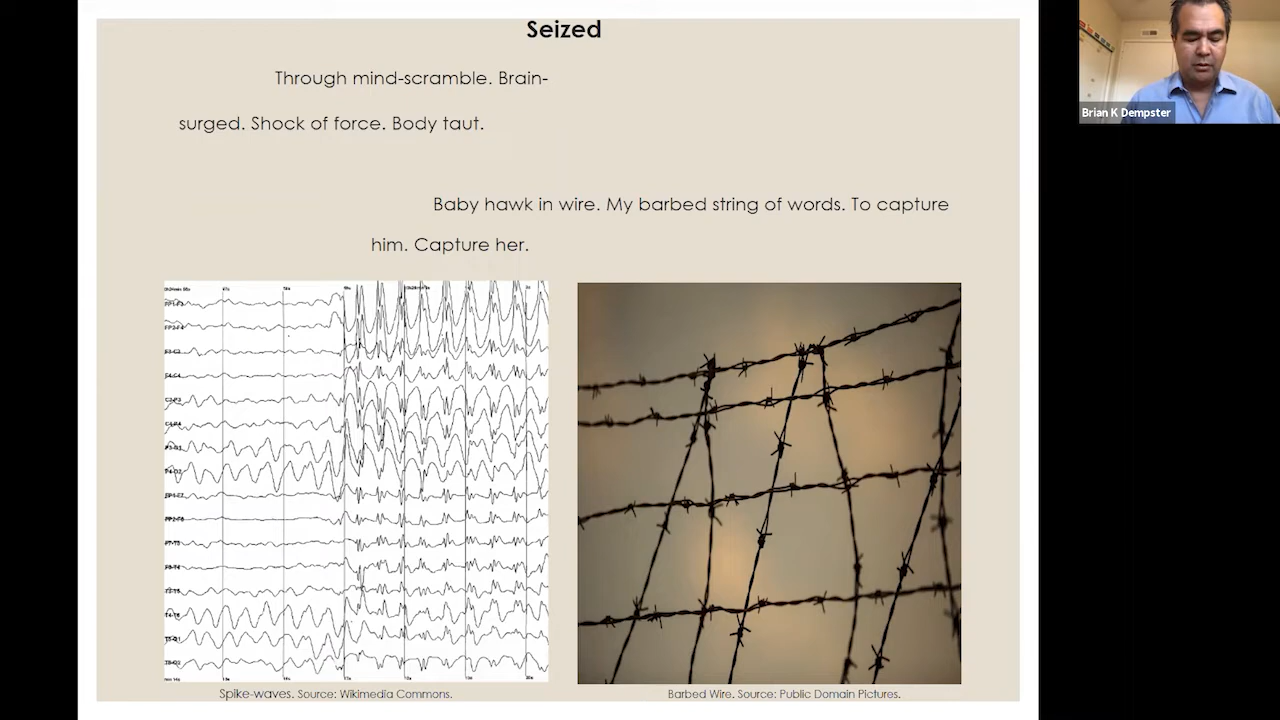 Seized
Through mind-scramble. Brain-
surged. Shock of force. Body taut.
Baby hawk in wire. My barbed string of words. To capture
him. Capture her.
Spike-waves. Source: Wikimedia Commons.
Barbed Wire. Source: Public Domain Pictures.
Brian K Dempster